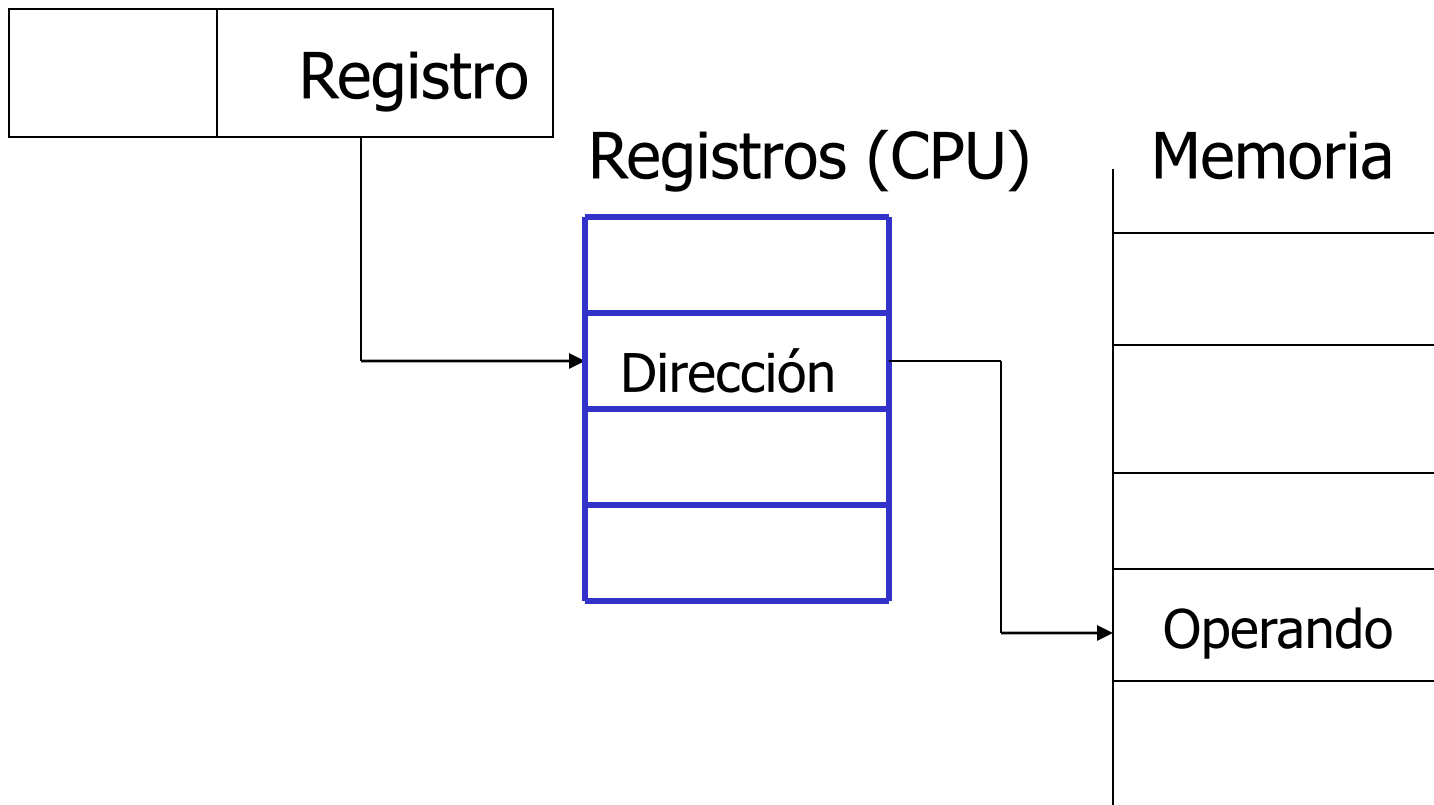 Registro
Registros (CPU)
Memoria
Dirección
Operando